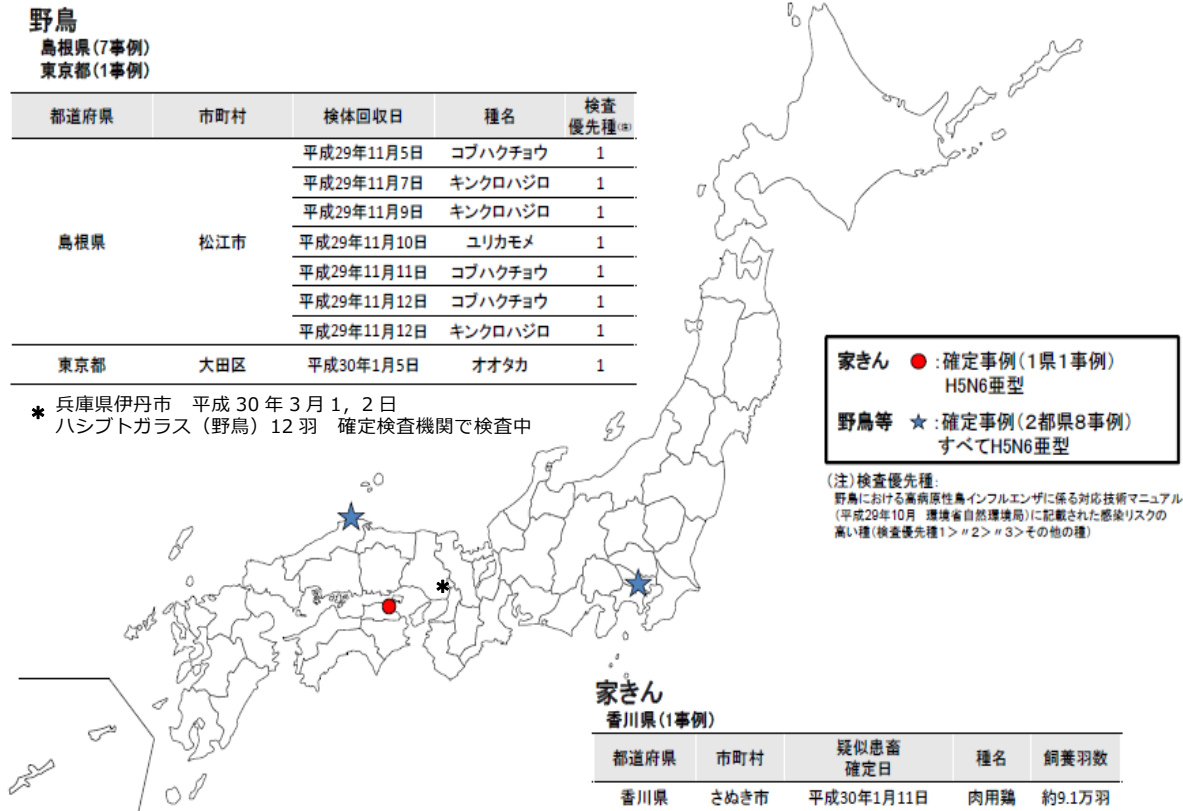 野鳥
島根県(7事例)
東京都(1事例)
都道府県 市町村 検体回収日 種名 検査優先種(注)
島根県 松江市 平成29年11月5日 コブハクチョウ 1
平成29年11月7日 キンクロハジロ 1
平成29年11月9日 キンクロハジロ 1
平成29年11月10日 ユリカモメ 1
平成29年11月11日 コブハクチョウ 1
平成29年11月12日 コブハクチョウ 1
平成29年11月12日 キンクロハジロ 1
東京都 大田区 平成30年1月5日 オオタカ 1
* 兵庫県伊丹市 平成30年3月1,2日
ハシブトガラス(野鳥)12羽 確定検査機関で検査中
家きん ●:確定事例(1県1事例)
H5N6亜型
野鳥等 ★:確定事例(2都県8事例)
すべてH5N6亜型
(注)検査優先種:
野鳥における高病原性鳥インフルエンザに係る対応技術マニュアル
(平成29年10月 環境省自然環境局)に記載された感染リスクの
高い種(検査優先種1>〃2>〃3>その他の種)
*
家きん
香川県(1事例)
都道府県 市町村 疑似患畜確定日 種名 飼養羽数
香川県 さぬき市 平成30年1月11日 肉用鶏 約9.1万羽